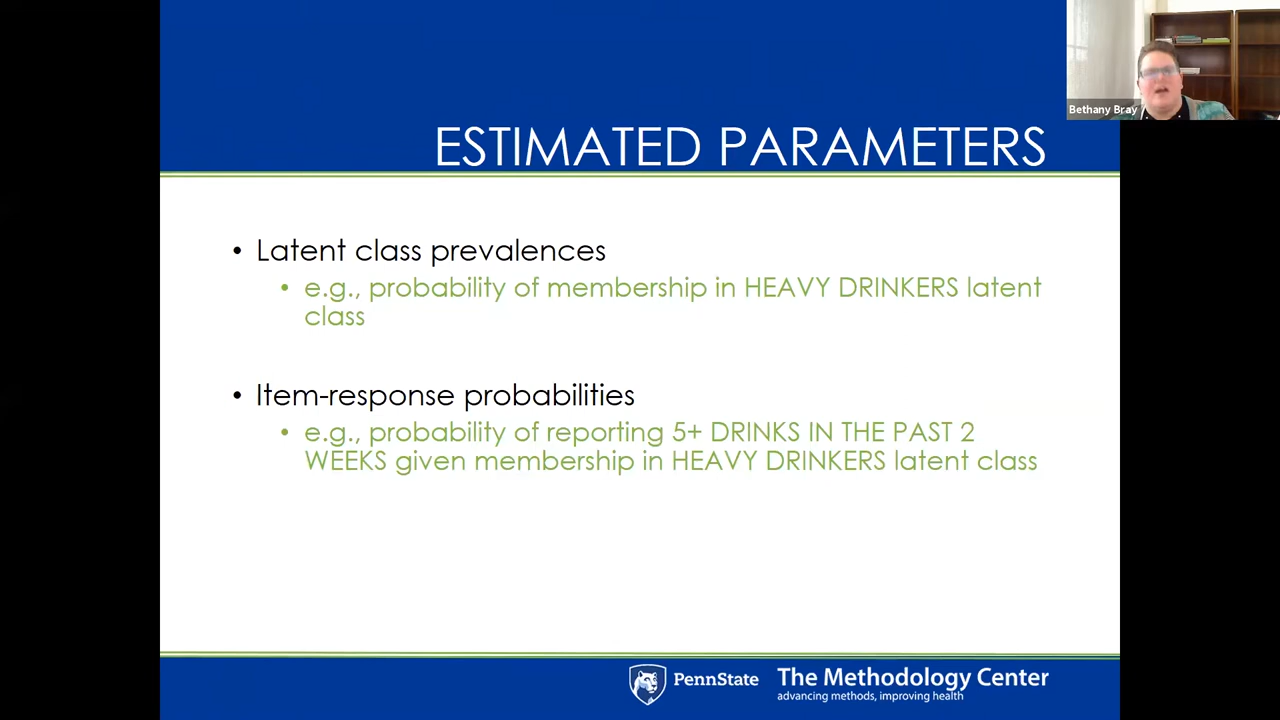 Bethany Bray
ESTIMATED PARAMETERS
• Latent class prevalences
• e.g., probability of membership in HEAVY DRINKERS latent
class
• Item-response probabilities
• e.g., probability of reporting 5+ DRINKS IN THE PAST 2
WEEKS given membership in HEAVY DRINKERS latent class
PennState
The Methodology Center
advancing methods, improving health